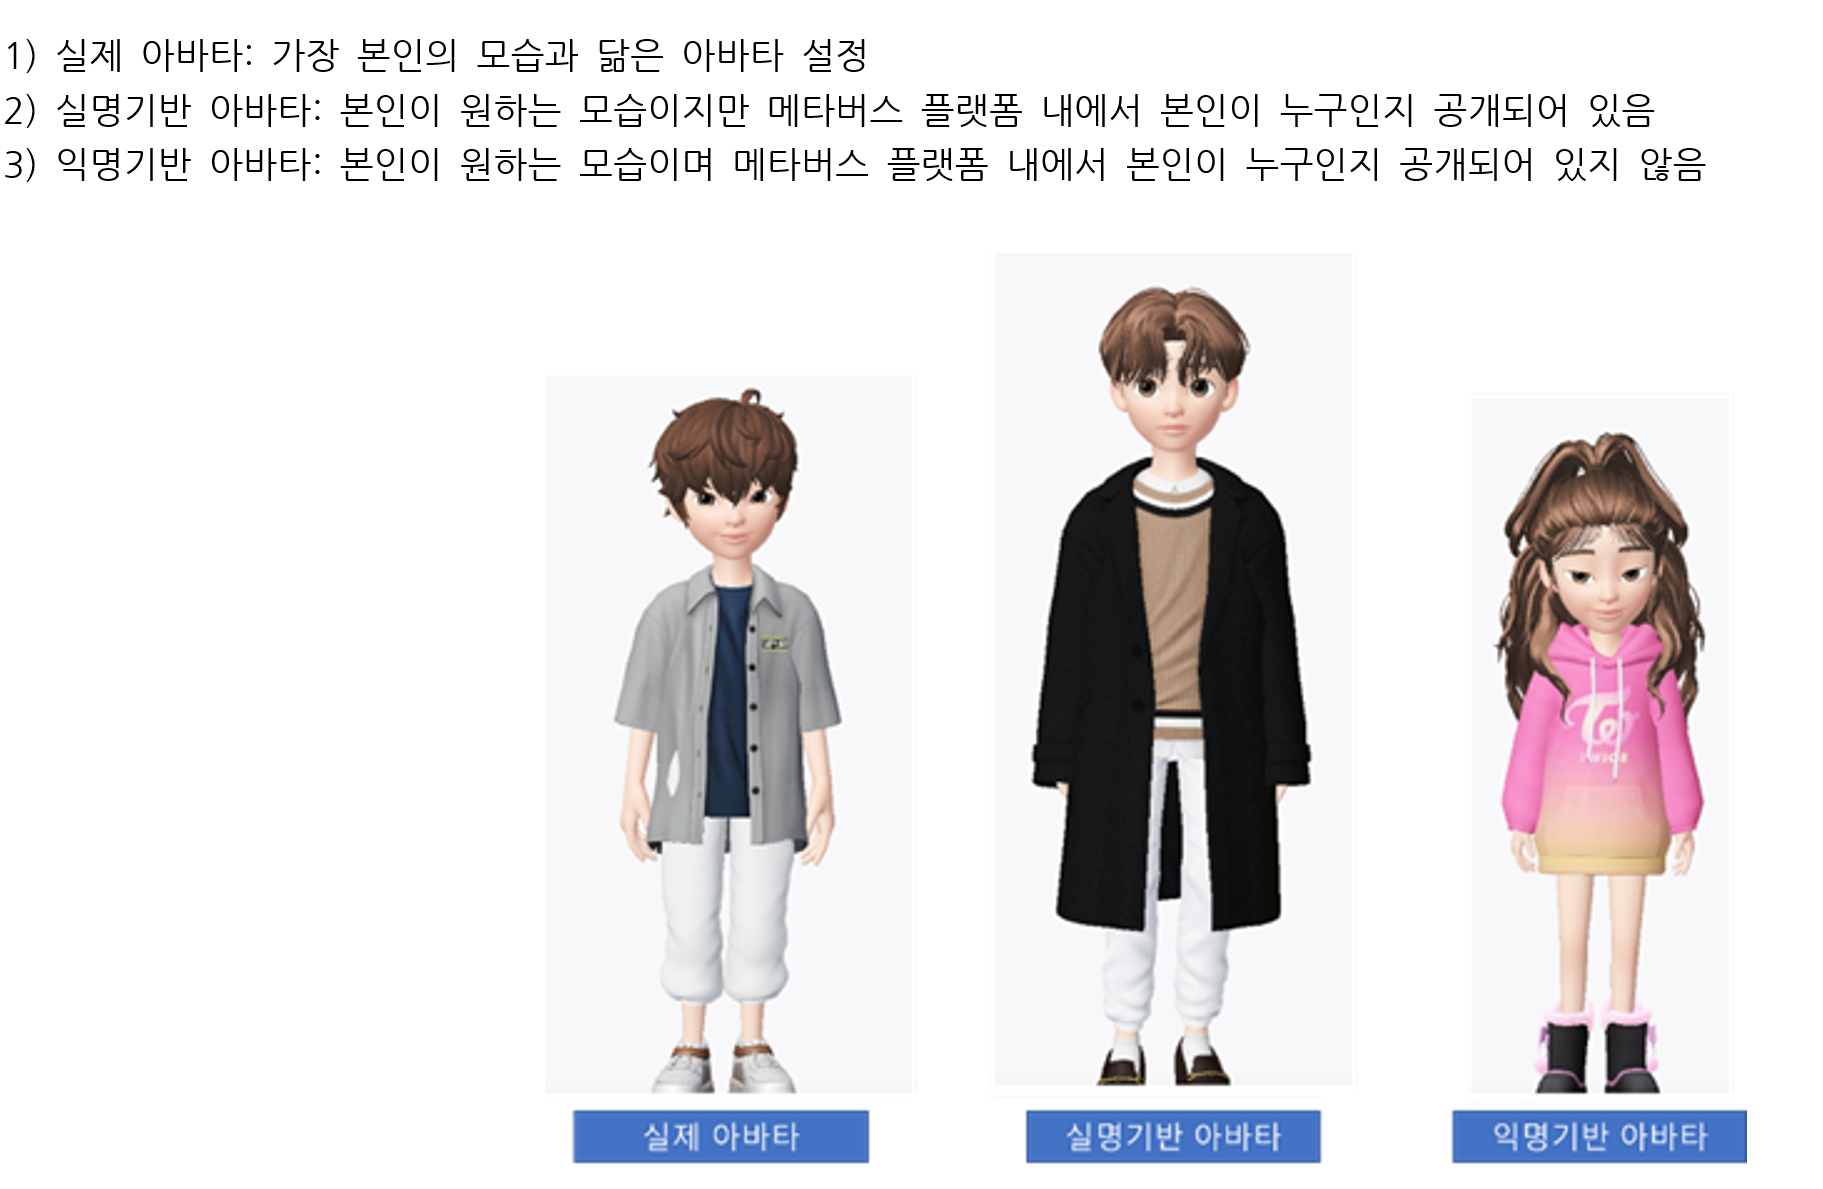 1) 실제 아바타: 가장 본인의 모습과 닮은 아바타 설정
2) 실명기반 아바타: 본인이 원하는 모습이지만 메타버스 플랫폼 내에서 본인이 누구인지 공개되어 있음
3) 익명기반 아바타: 본인이 원하는 모습이며 메타버스 플랫폼 내에서 본인이 누구인지 공개되어 있지 않음
TWICE
실제 아바타
실명기반 아바타
익명기반 아바타